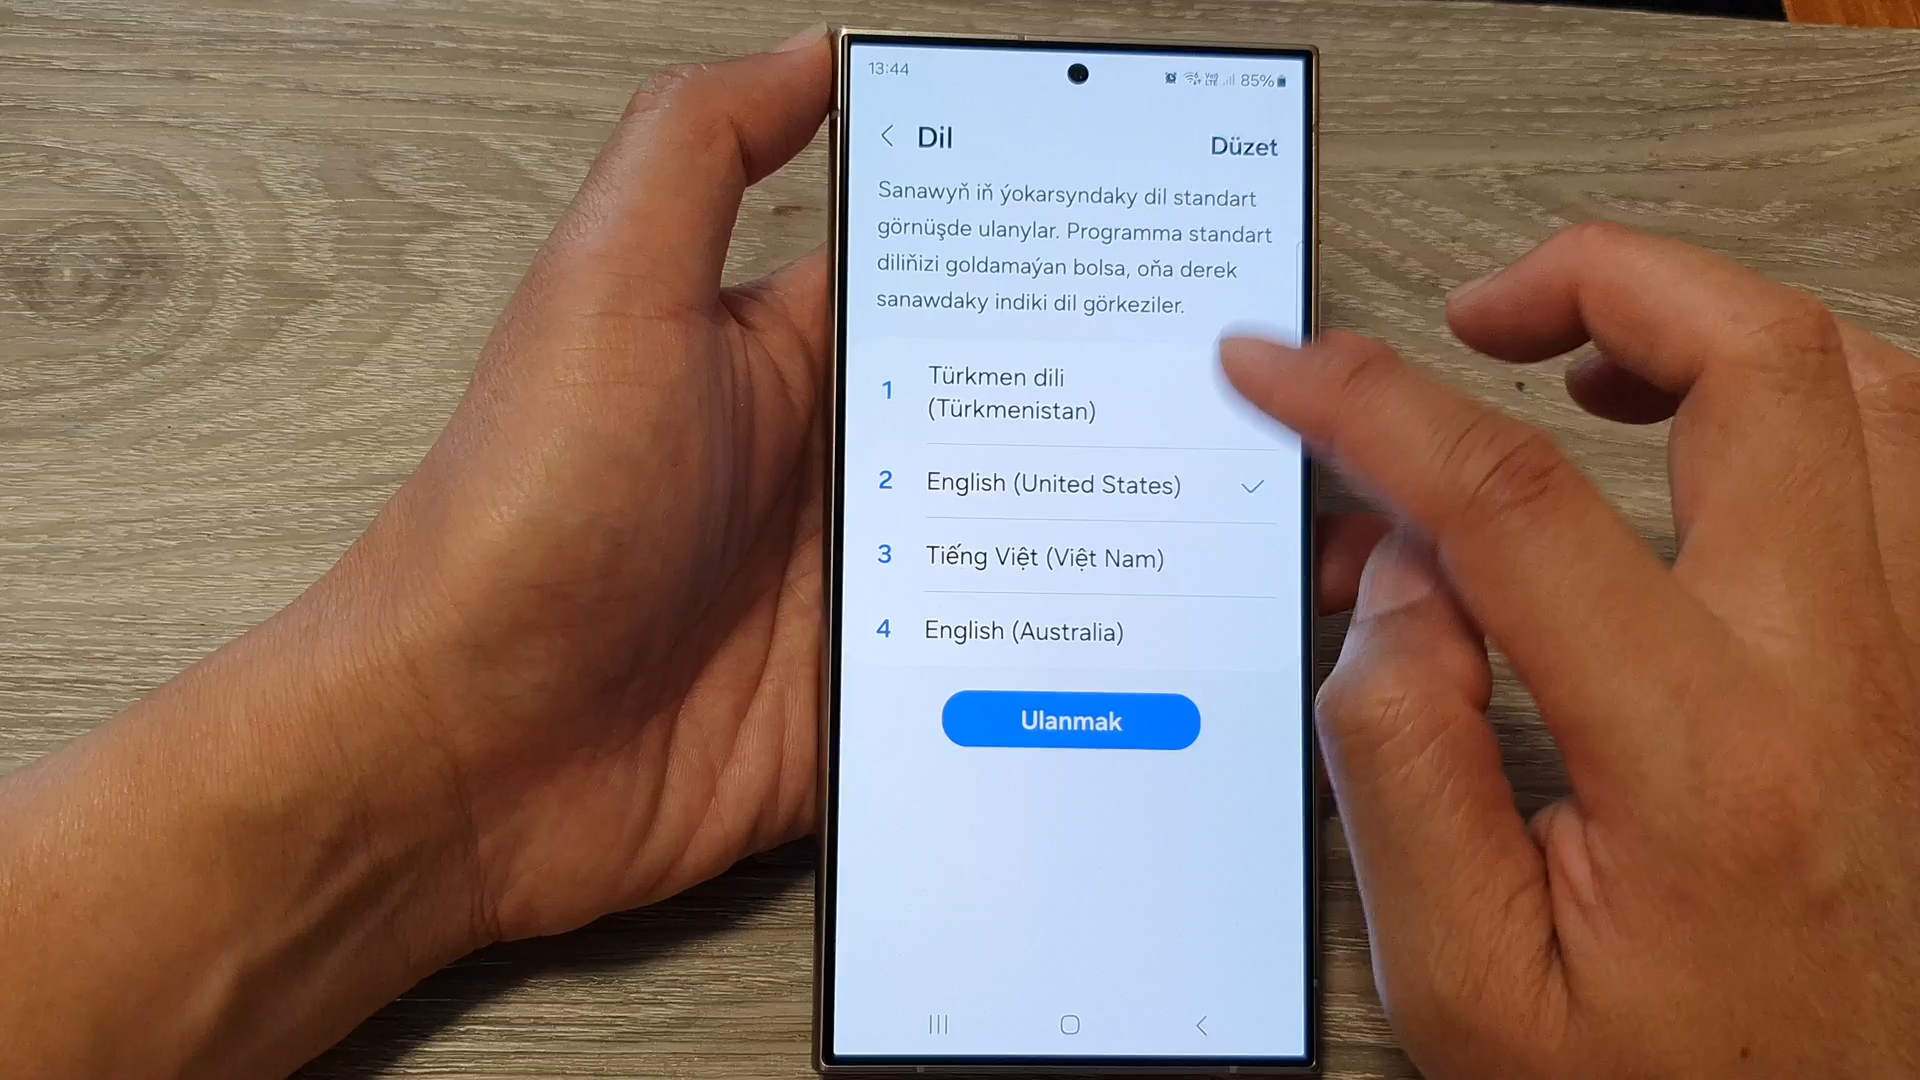 13:44
85%
Dil
Düzet
Sanawyň iň ýokarsyndaky dil standart
görnüşde ulanylar. Programma standart
diliňizi goldamaýan bolsa, oňa derek
sanawdaky indiki dil görkeziler.
1 Türkmen dili
(Türkmenistan)
2 English (United States)
3 Tiếng Việt (Việt Nam)
4 English (Australia)
Ulanmak